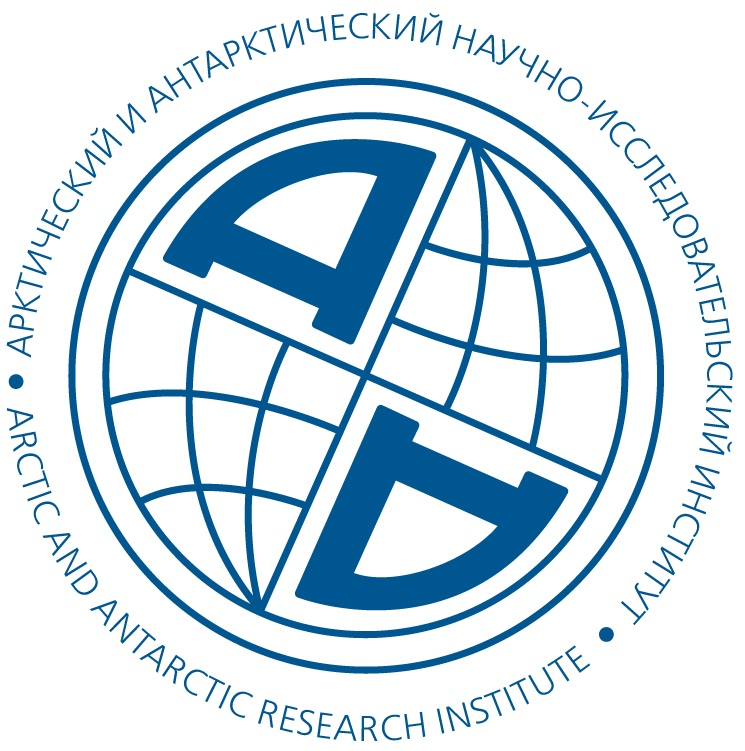 АРКТИЧЕСКИЙ И АНТАРКТИЧЕСКИЙ НАУЧНО-ИССЛЕДОВАТЕЛЬСКИЙ ИНСТИТУТ
ARCTIC AND ANTARCTIC RESEARCH INSTITUTE